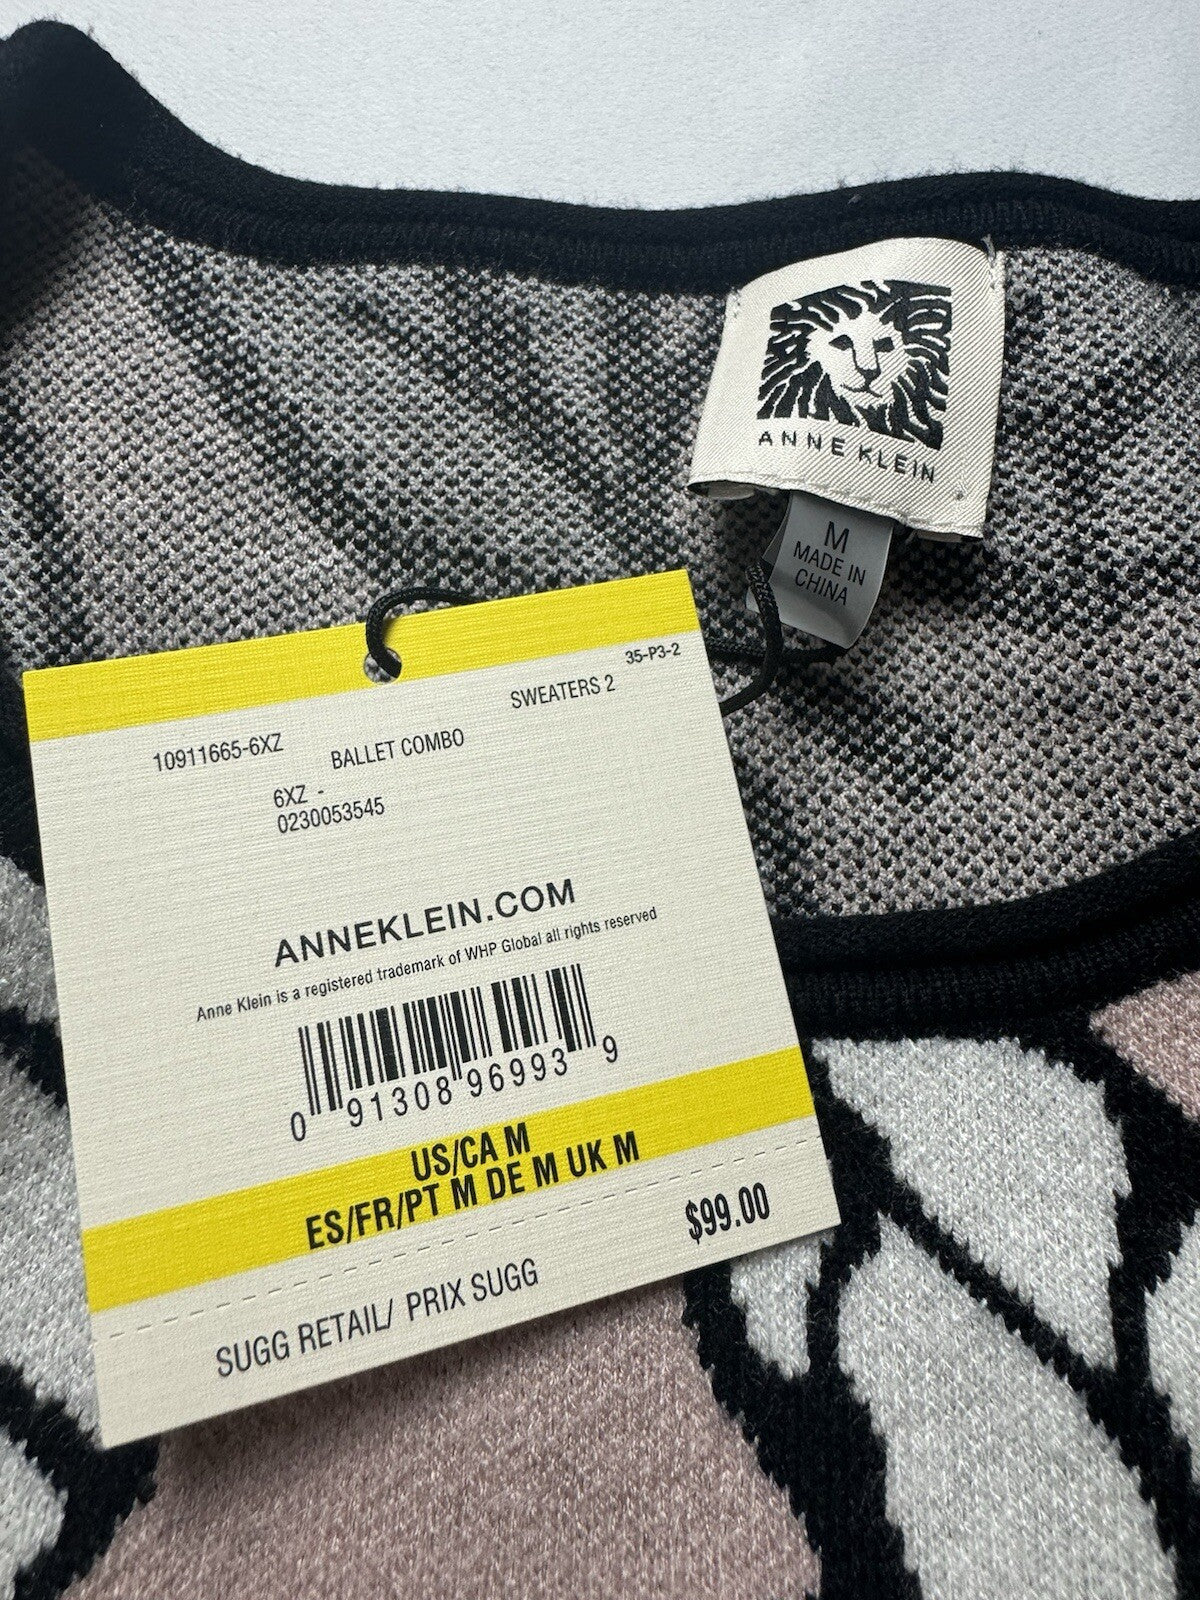 ANNE KLEIN
M
MADE IN
CHINA
35-P3-2
SWEATERS 2
10911665-6XZ BALLET COMBO
6XZ -
0230053545
ANNEKLEIN.COM
Anne Klein is a registered trademark of WHP Global all rights reserved
0 91308 96993 9
US/CA M
ES/FR/PT M DE M UK M
$99.00
SUGG RETAIL/ PRIX SUGG